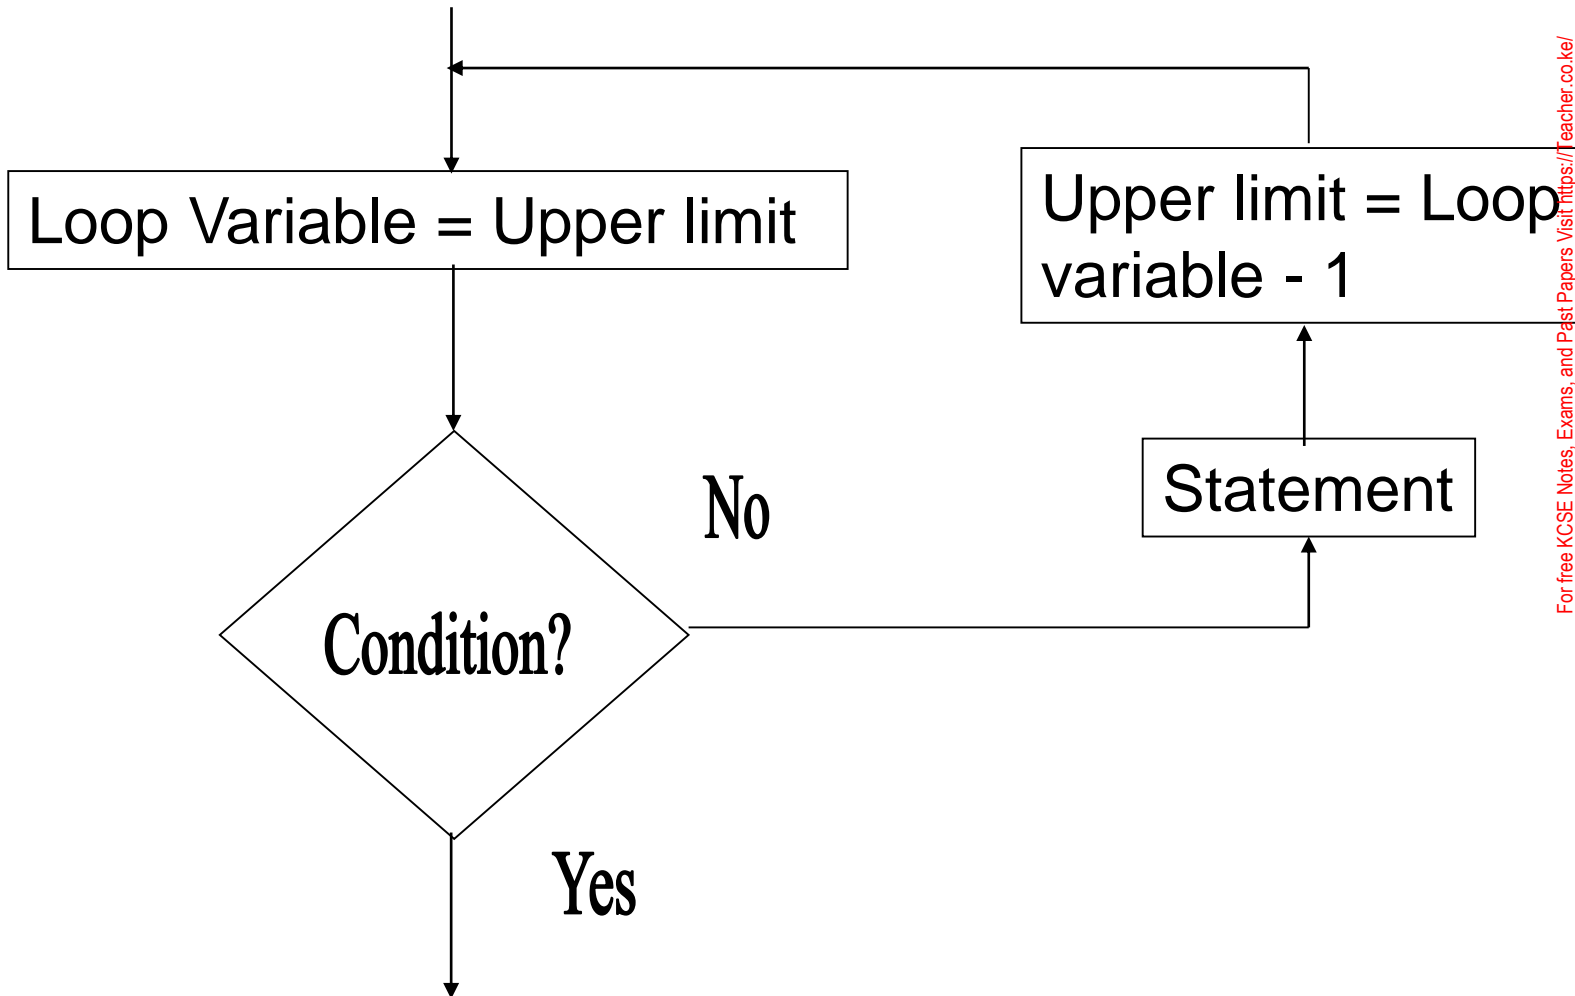 Loop Variable = Upper limit
Upper limit = Loop
variable - 1
Statement
No
Condition?
Yes
For free KCSE Notes, Exams, and Past Papers Visit https://Teacher.co.ke/